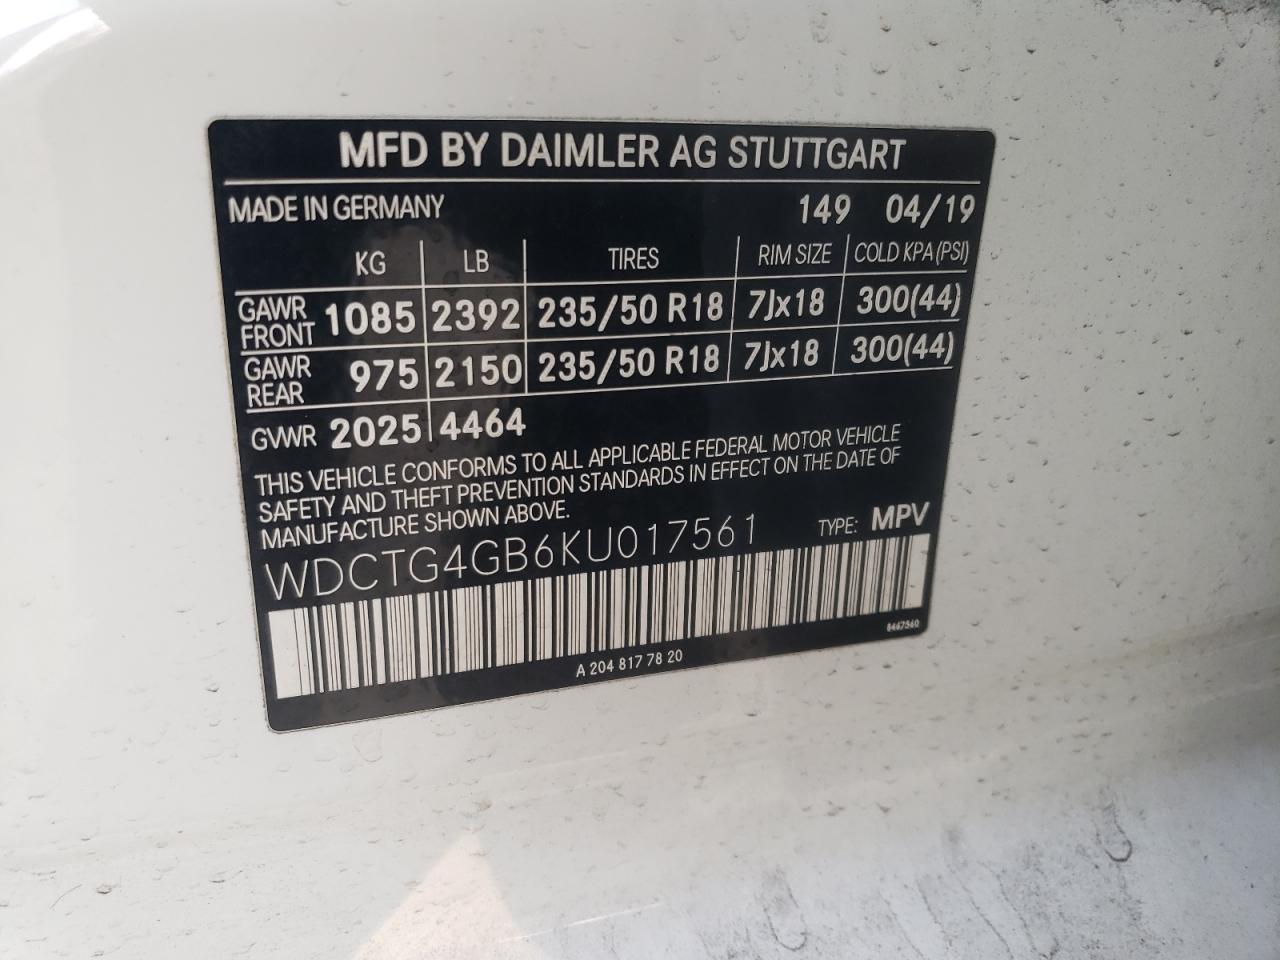 MFD BY DAIMLER AG STUTTGART
MADE IN GERMANY 149 04/19
KG LB TIRES RIM SIZE COLD KPA (PSI)
GAWR FRONT 1085 2392 235/50 R18 7Jx18 300(44)
GAWR REAR 975 2150 235/50 R18 7Jx18 300(44)
GVWR 2025 4464
THIS VEHICLE CONFORMS TO ALL APPLICABLE FEDERAL MOTOR VEHICLE
SAFETY AND THEFT PREVENTION STANDARDS IN EFFECT ON THE DATE OF
MANUFACTURE SHOWN ABOVE.
WDCTG4GB6KU017561 TYPE: MPV
A 204 817 78 20 8467560